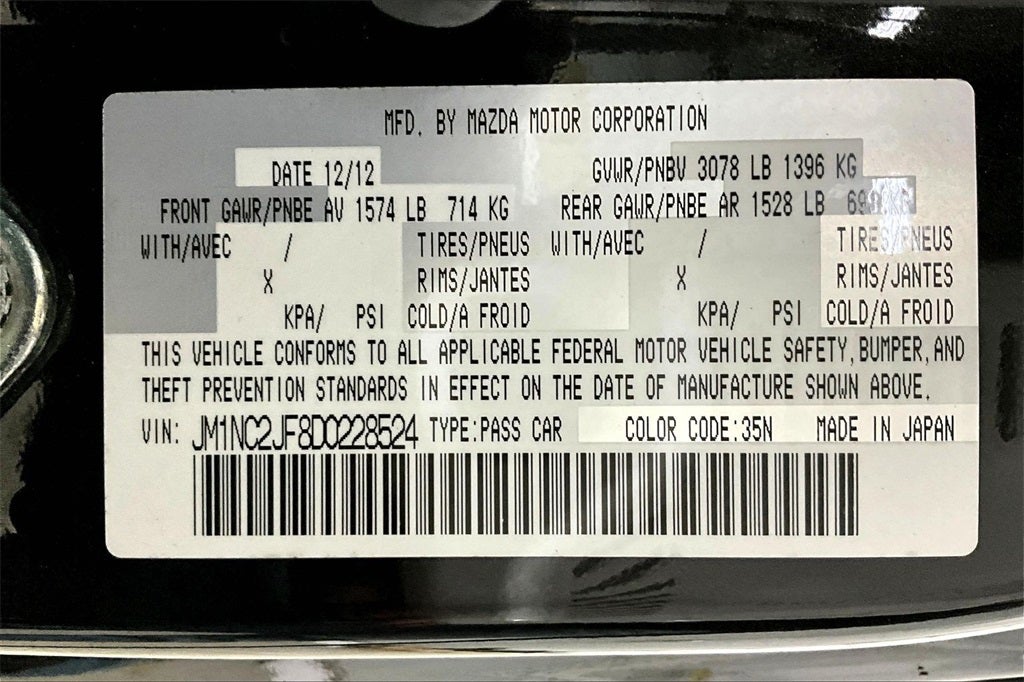 MFD. BY MAZDA MOTOR CORPORATION
DATE 12/12 GVWR/PNBV 3078 LB 1396 KG
FRONT GAWR/PNBE AV 1574 LB 714 KG REAR GAWR/PNBE AR 1528 LB KG
WITH/AVEC / TIRES/PNEUS WITH/AVEC / TIRES/PNEUS
X RIMS/JANTES X RIMS/JANTES
KPA/ PSI COLD/A FROID KPA/ PSI COLD/A FROID
THIS VEHICLE CONFORMS TO ALL APPLICABLE FEDERAL MOTOR VEHICLE SAFETY, BUMPER, AND
THEFT PREVENTION STANDARDS IN EFFECT ON THE DATE OF MANUFACTURE SHOWN ABOVE.
VIN: JM1NC2JF8D0228524 TYPE:PASS CAR COLOR CODE:35N MADE IN JAPAN